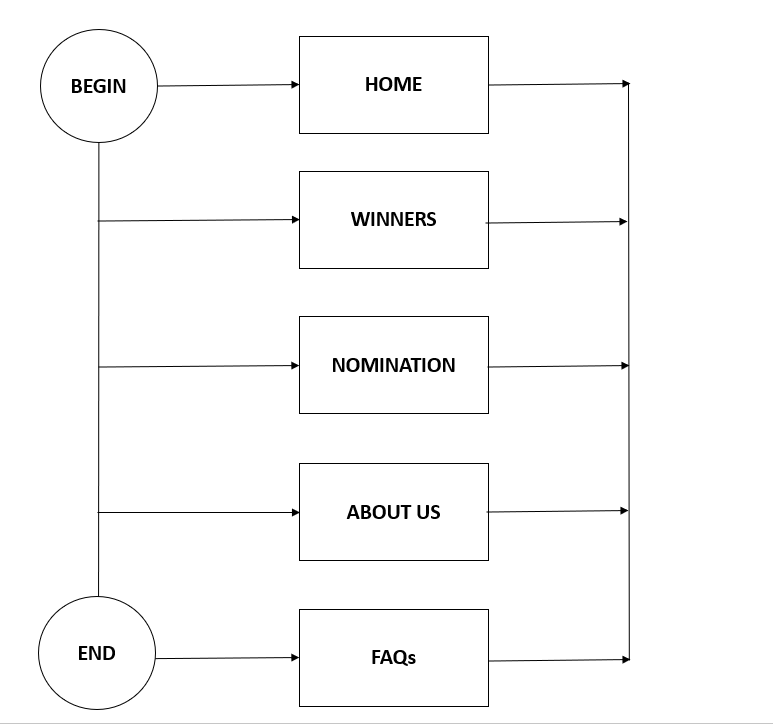 BEGIN
HOME
WINNERS
NOMINATION
ABOUT US
END
FAQs